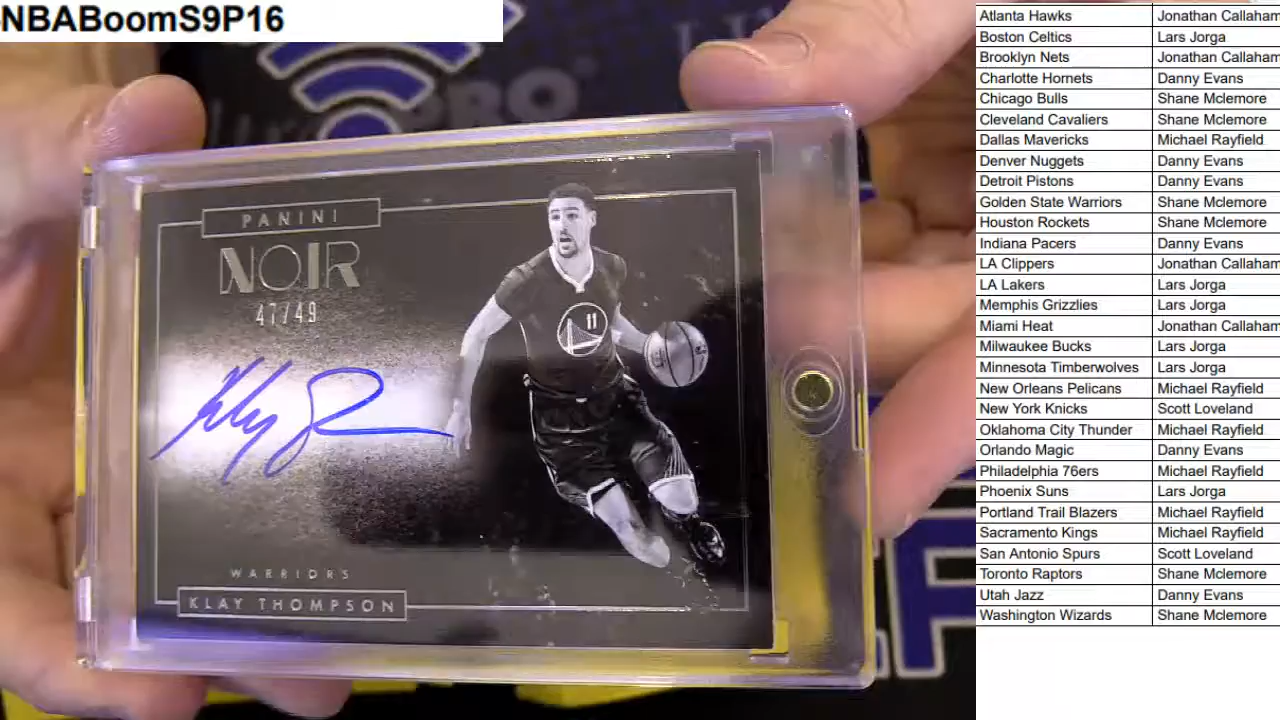 NBABoomS9P16
PRO
PANINI
NOIR
47/49
Klay
11
WARRIORS
KLAY THOMPSON
Atlanta Hawks Jonathan Callaham
Boston Celtics Lars Jorga
Brooklyn Nets Jonathan Callaham
Charlotte Hornets Danny Evans
Chicago Bulls Shane Mclemore
Cleveland Cavaliers Shane Mclemore
Dallas Mavericks Michael Rayfield
Denver Nuggets Danny Evans
Detroit Pistons Danny Evans
Golden State Warriors Shane Mclemore
Houston Rockets Shane Mclemore
Indiana Pacers Danny Evans
LA Clippers Jonathan Callaham
LA Lakers Lars Jorga
Memphis Grizzlies Lars Jorga
Miami Heat Jonathan Callaham
Milwaukee Bucks Lars Jorga
Minnesota Timberwolves Lars Jorga
New Orleans Pelicans Michael Rayfield
New York Knicks Scott Loveland
Oklahoma City Thunder Michael Rayfield
Orlando Magic Danny Evans
Philadelphia 76ers Michael Rayfield
Phoenix Suns Lars Jorga
Portland Trail Blazers Michael Rayfield
Sacramento Kings Michael Rayfield
San Antonio Spurs Scott Loveland
Toronto Raptors Shane Mclemore
Utah Jazz Danny Evans
Washington Wizards Shane Mclemore